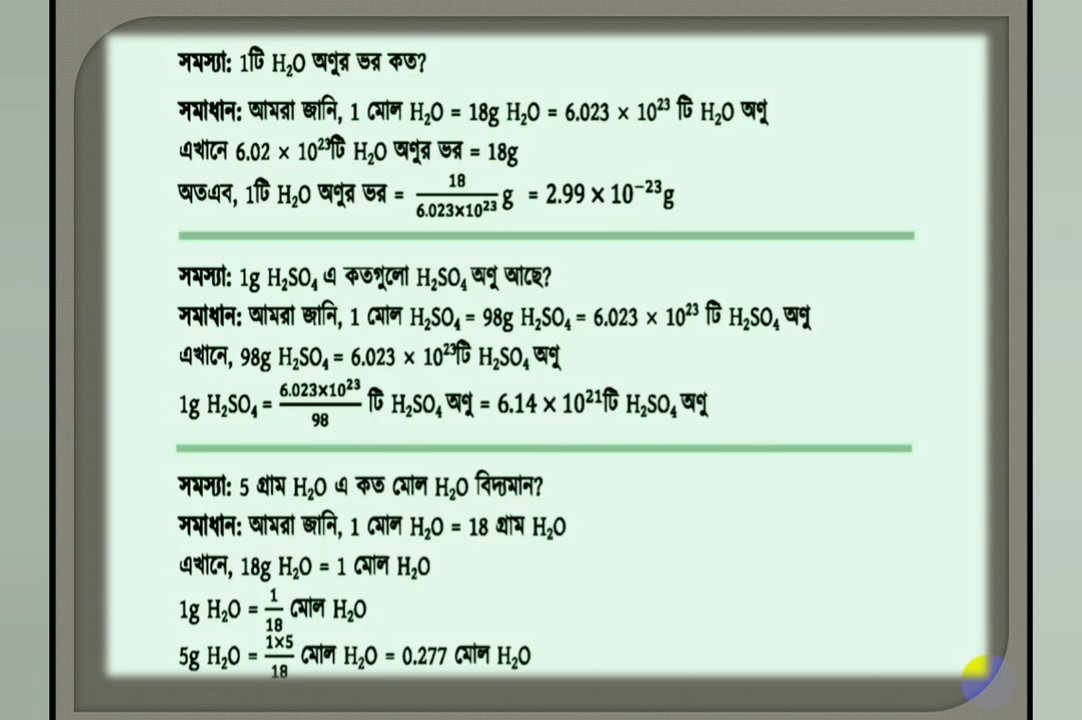 সমস্যা: 1টি H₂O অণুর ভর কত?
সমাধান: আমরা জানি, 1 মোল H₂O = 18g H₂O = 6.023 × 10²³ টি H₂O অণু
এখানে 6.02 × 10²³টি H₂O অণুর ভর = 18g
অতএব, 1টি H₂O অণুর ভর = 18/6.023×10²³ g = 2.99 × 10⁻²³g
সমস্যা: 1g H₂SO₄ এ কতগুলো H₂SO₄ অণু আছে?
সমাধান: আমরা জানি, 1 মোল H₂SO₄ = 98g H₂SO₄ = 6.023 × 10²³ টি H₂SO₄ অণু
এখানে, 98g H₂SO₄ = 6.023 × 10²³টি H₂SO₄ অণু
1g H₂SO₄ = 6.023×10²³/98 টি H₂SO₄ অণু = 6.14 × 10²¹টি H₂SO₄ অণু
সমস্যা: 5 গ্রাম H₂O এ কত মোল H₂O বিদ্যমান?
সমাধান: আমরা জানি, 1 মোল H₂O = 18 গ্রাম H₂O
এখানে, 18g H₂O = 1 মোল H₂O
1g H₂O = 1/18 মোল H₂O
5g H₂O = 1×5/18 মোল H₂O = 0.277 মোল H₂O